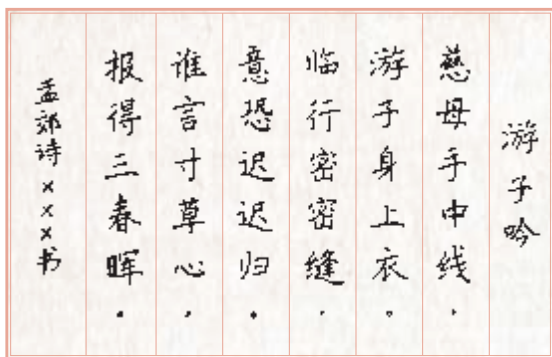 游子吟
慈母手中线，
游子身上衣。
临行密密缝，
意恐迟迟归。
谁言寸草心，
报得三春晖。
孟郊诗×××书